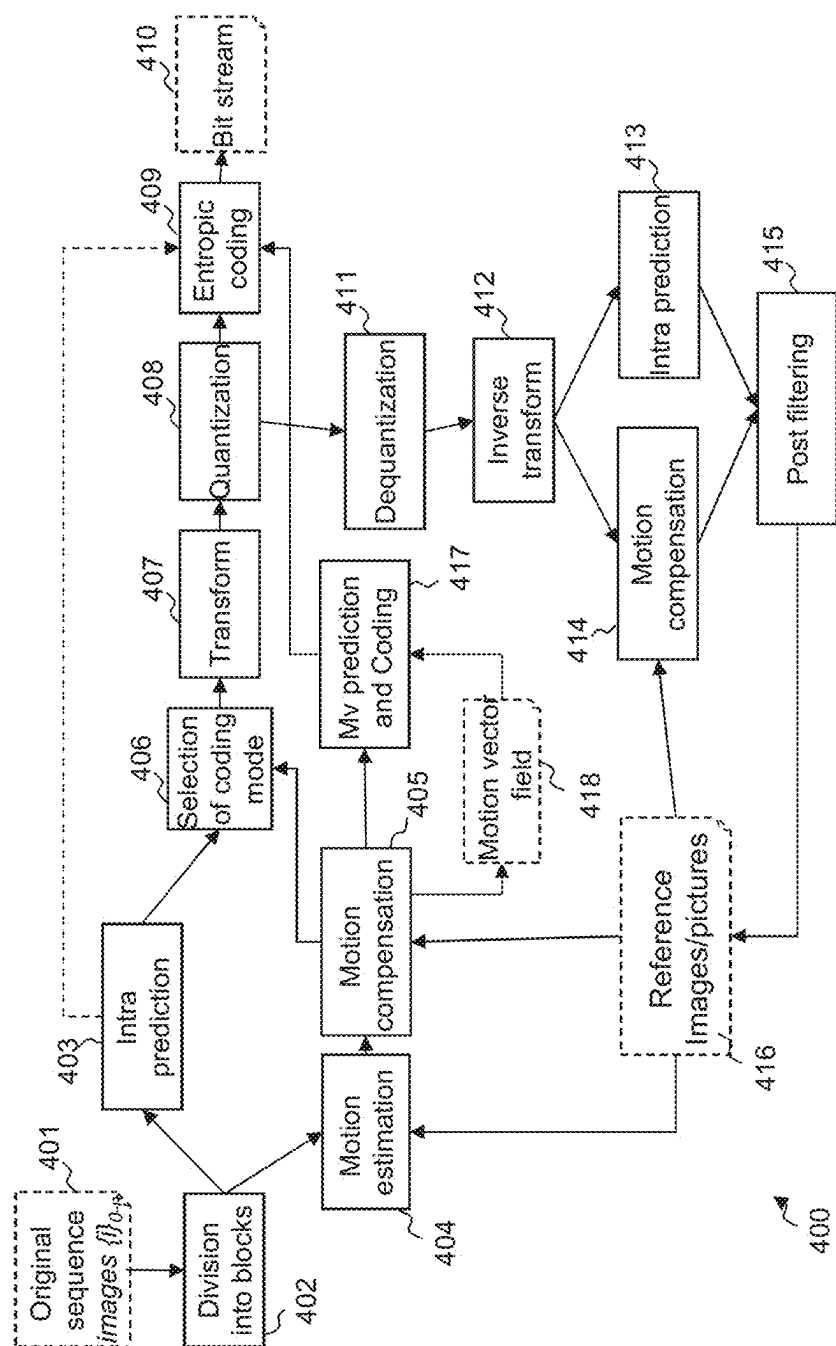 401
Original
sequence
images {I}
402
Division
into blocks
403
Intra
prediction
404
Motion
estimation
405
Motion
compensation
406
Selection
of coding
mode
407
Transform
408
Quantization
409
Entropic
coding
410
Bit stream
411
Dequantization
412
Inverse
transform
413
Intra prediction
414
Motion
compensation
415
Post filtering
416
Reference
Images/pictures
417
Mv prediction
and Coding
418
Motion vector
field
400